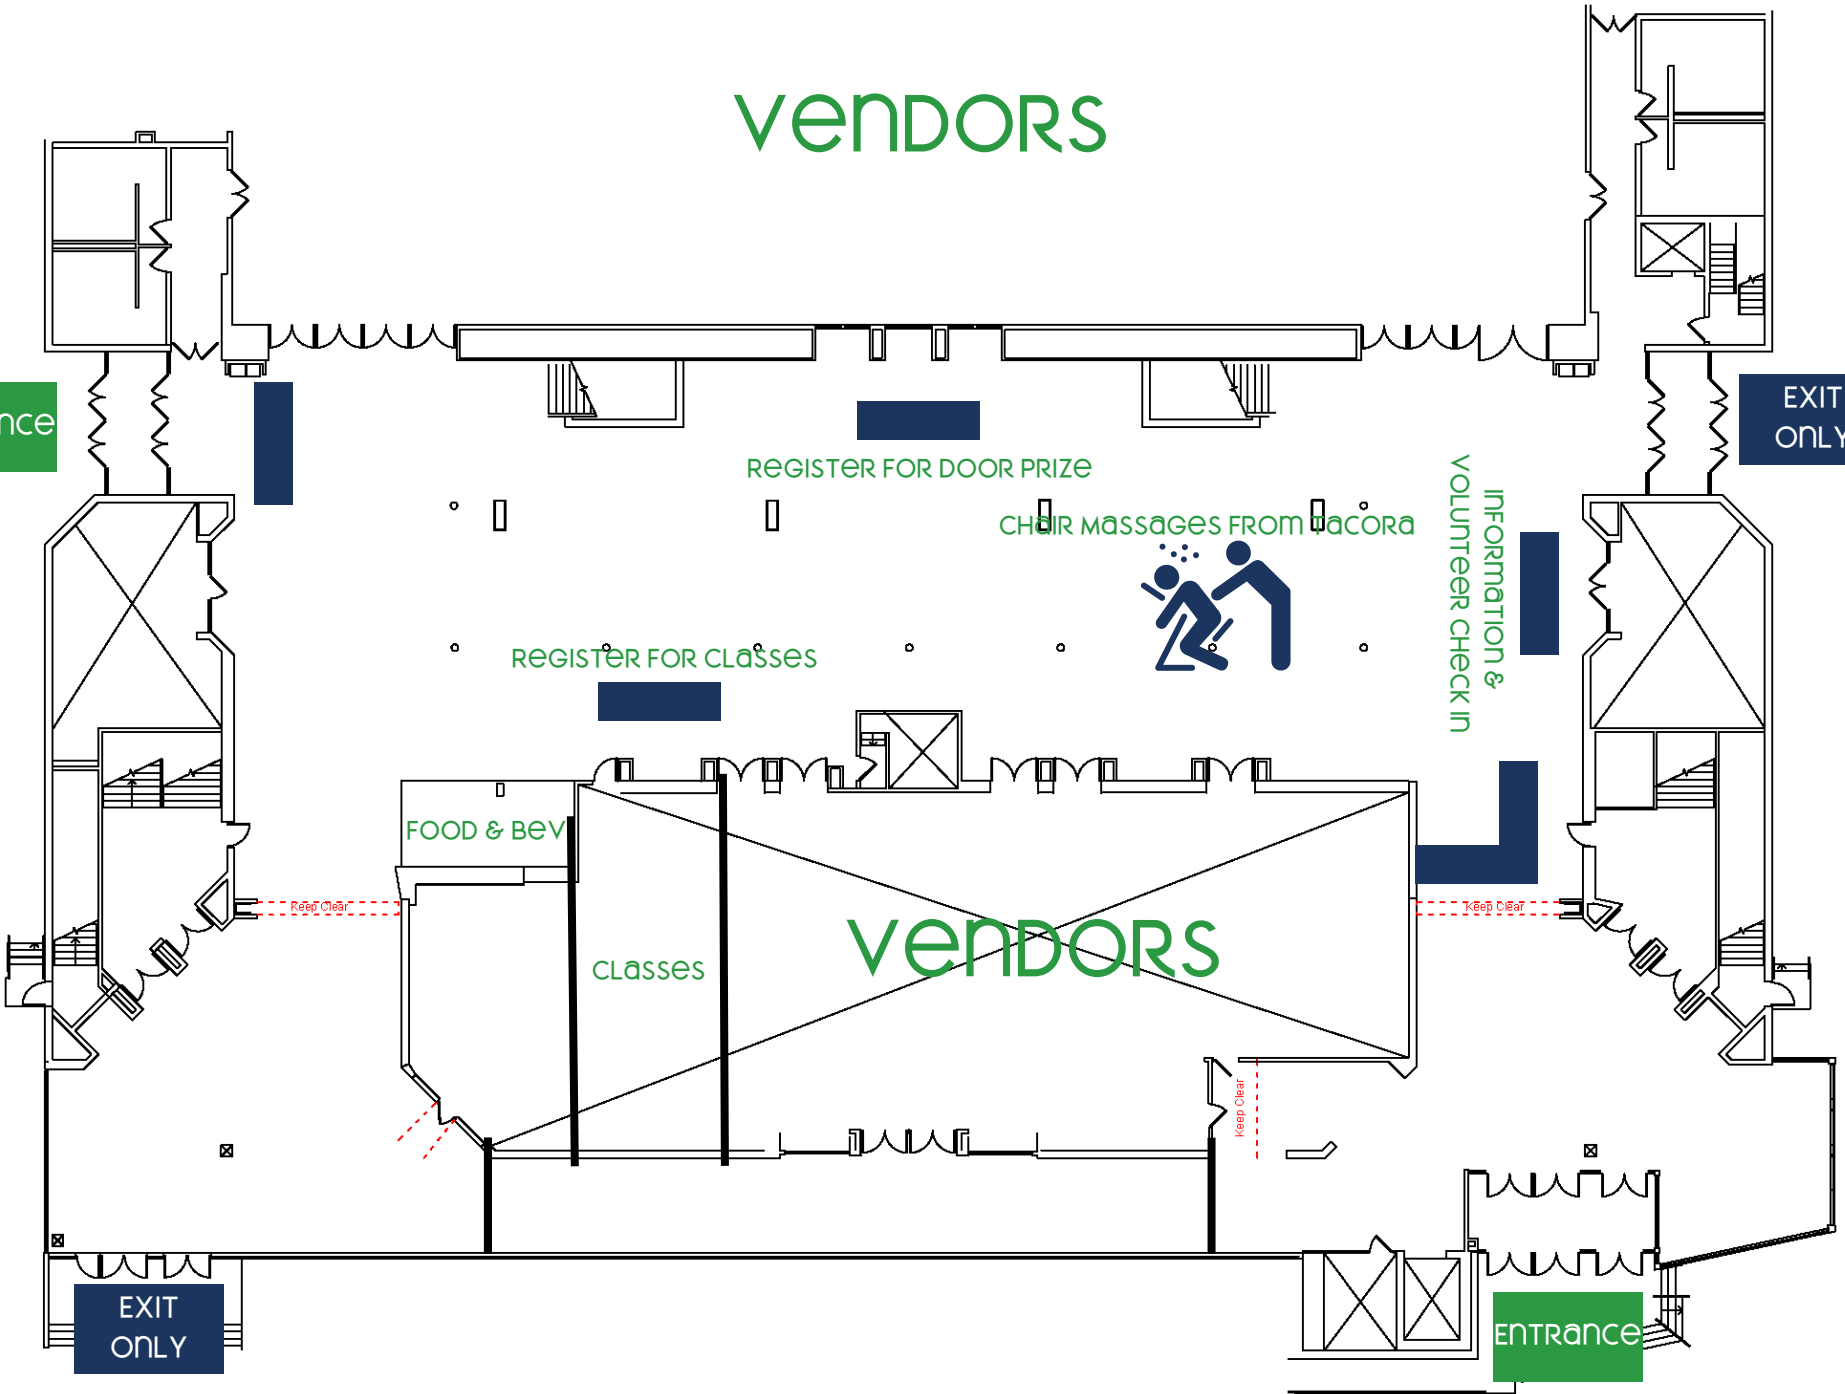 VENDORS
nce
EXIT
ONLY
REGISTER FOR DOOR PRIZE
CHAIR MASSAGES FROM TACORA
INFORMATION &
VOLUNTEER CHECK IN
REGISTER FOR CLASSES
FOOD & BEV
Keep Clear
Keep Clear
VENDORS
CLASSES
Keep Clear
EXIT
ONLY
ENTRANCE